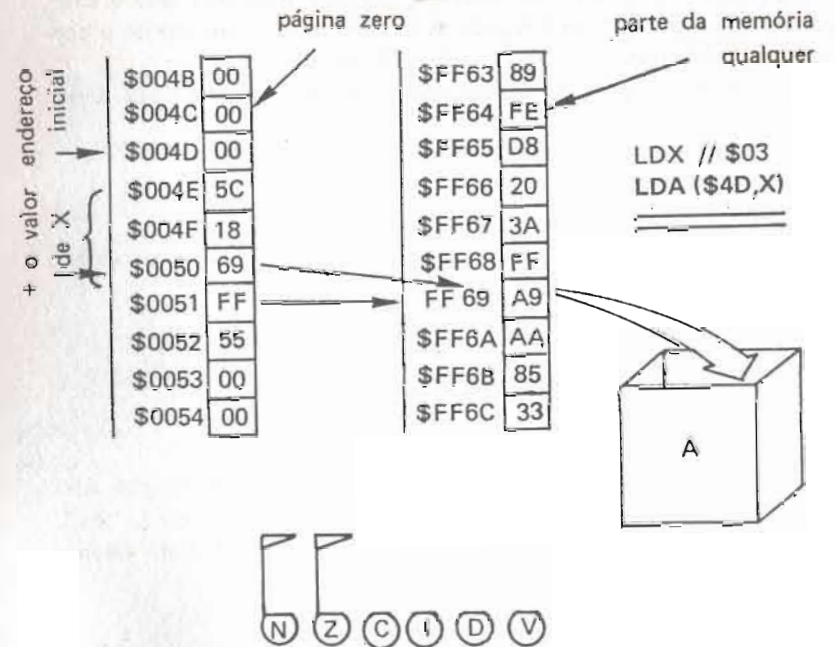 página zero
parte da memória
qualquer
+ o valor endereço
de X inicial
$004B 00
$004C 00
$004D 00
$004E 5C
$004F 18
$0050 69
$0051 FF
$0052 55
$0053 00
$0054 00
$FF63 89
$FF64 FE
$FF65 D8
$FF66 20
$FF67 3A
$FF68 FF
FF 69 A9
$FF6A AA
$FF6B 85
$FF6C 33
LDX // $03
LDA ($4D,X)
A
N Z C I D V